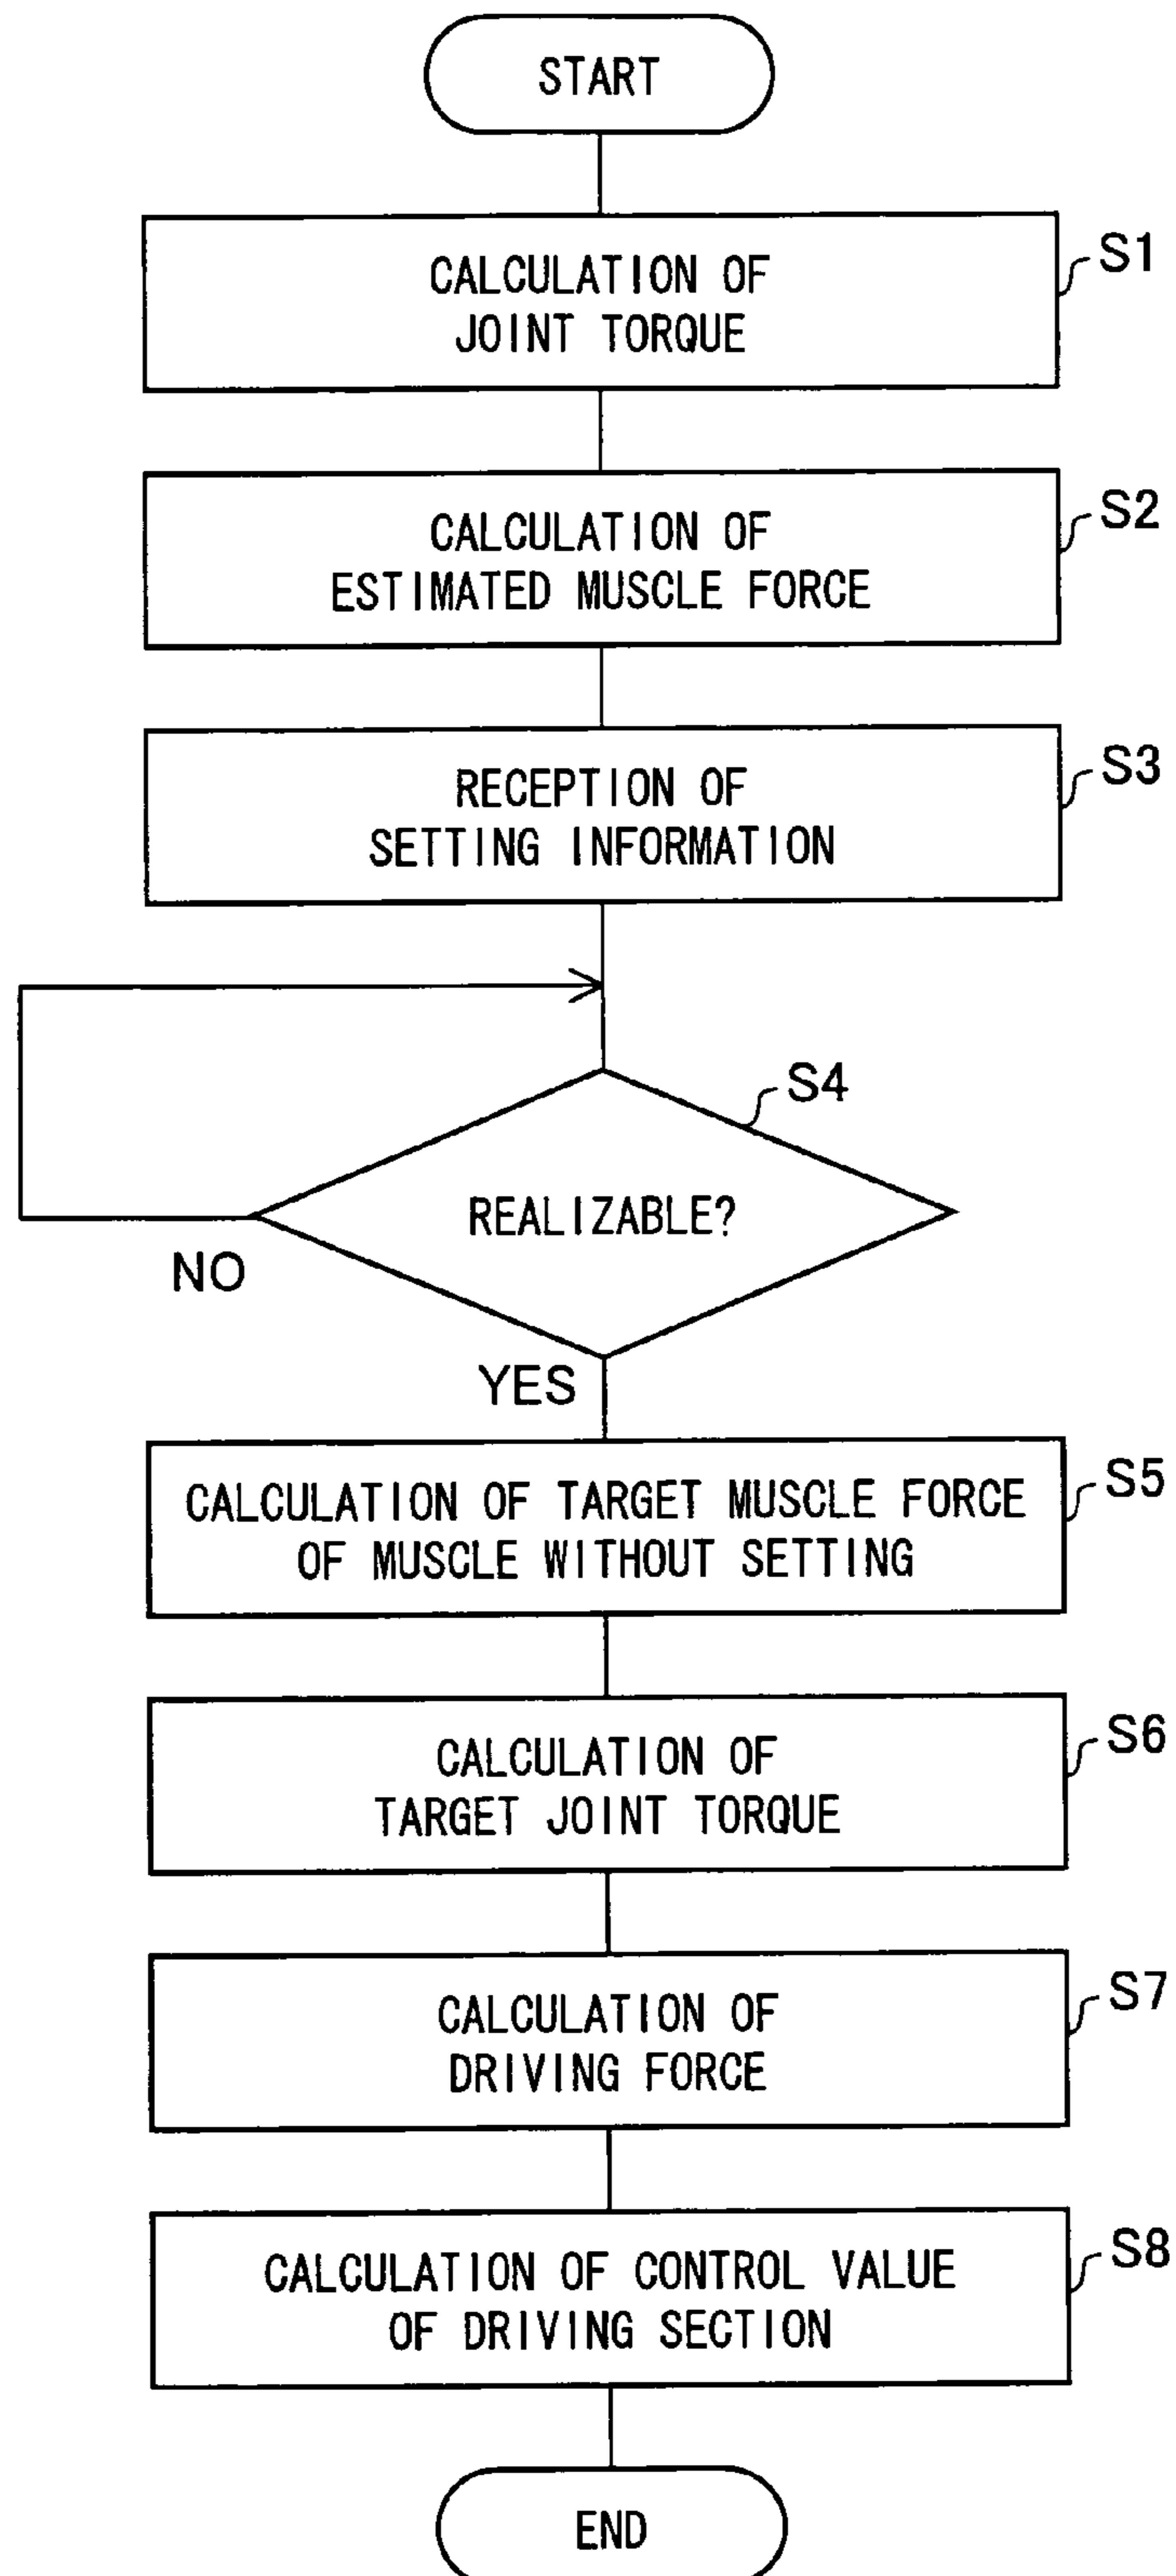 START
CALCULATION OF
JOINT TORQUE
S1
CALCULATION OF
ESTIMATED MUSCLE FORCE
S2
RECEPTION OF
SETTING INFORMATION
S3
S4
REALIZABLE?
NO
YES
CALCULATION OF TARGET MUSCLE FORCE
OF MUSCLE WITHOUT SETTING
S5
CALCULATION OF
TARGET JOINT TORQUE
S6
CALCULATION OF
DRIVING FORCE
S7
CALCULATION OF CONTROL VALUE
OF DRIVING SECTION
S8
END